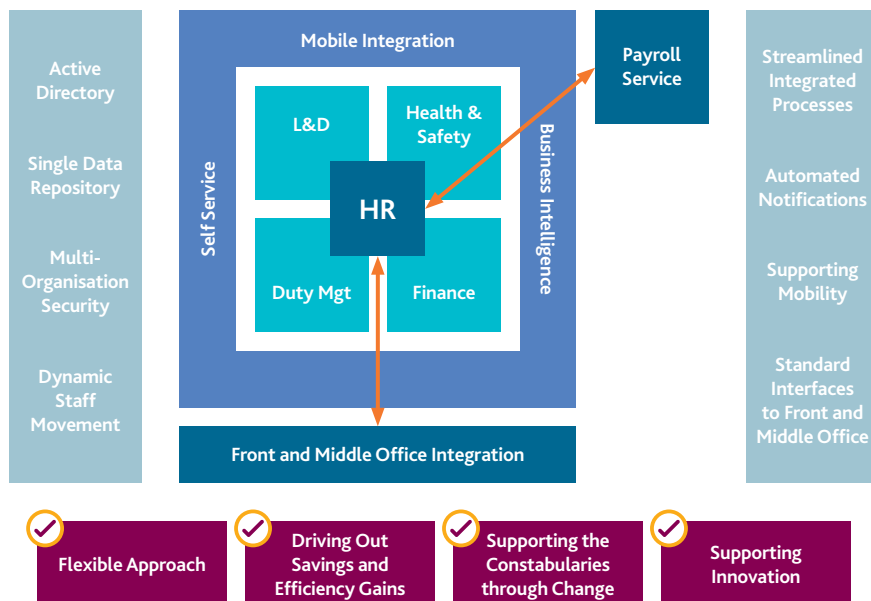 Active
Directory
Single Data
Repository
Multi-
Organisation
Security
Dynamic
Staff
Movement
Mobile Integration
Self Service
L&D
Health &
Safety
HR
Duty Mgt
Finance
Business Intelligence
Front and Middle Office Integration
Payroll
Service
Streamlined
Integrated
Processes
Automated
Notifications
Supporting
Mobility
Standard
Interfaces
to Front and
Middle Office
Flexible Approach
Driving Out
Savings and
Efficiency Gains
Supporting the
Constabularies
through Change
Supporting
Innovation